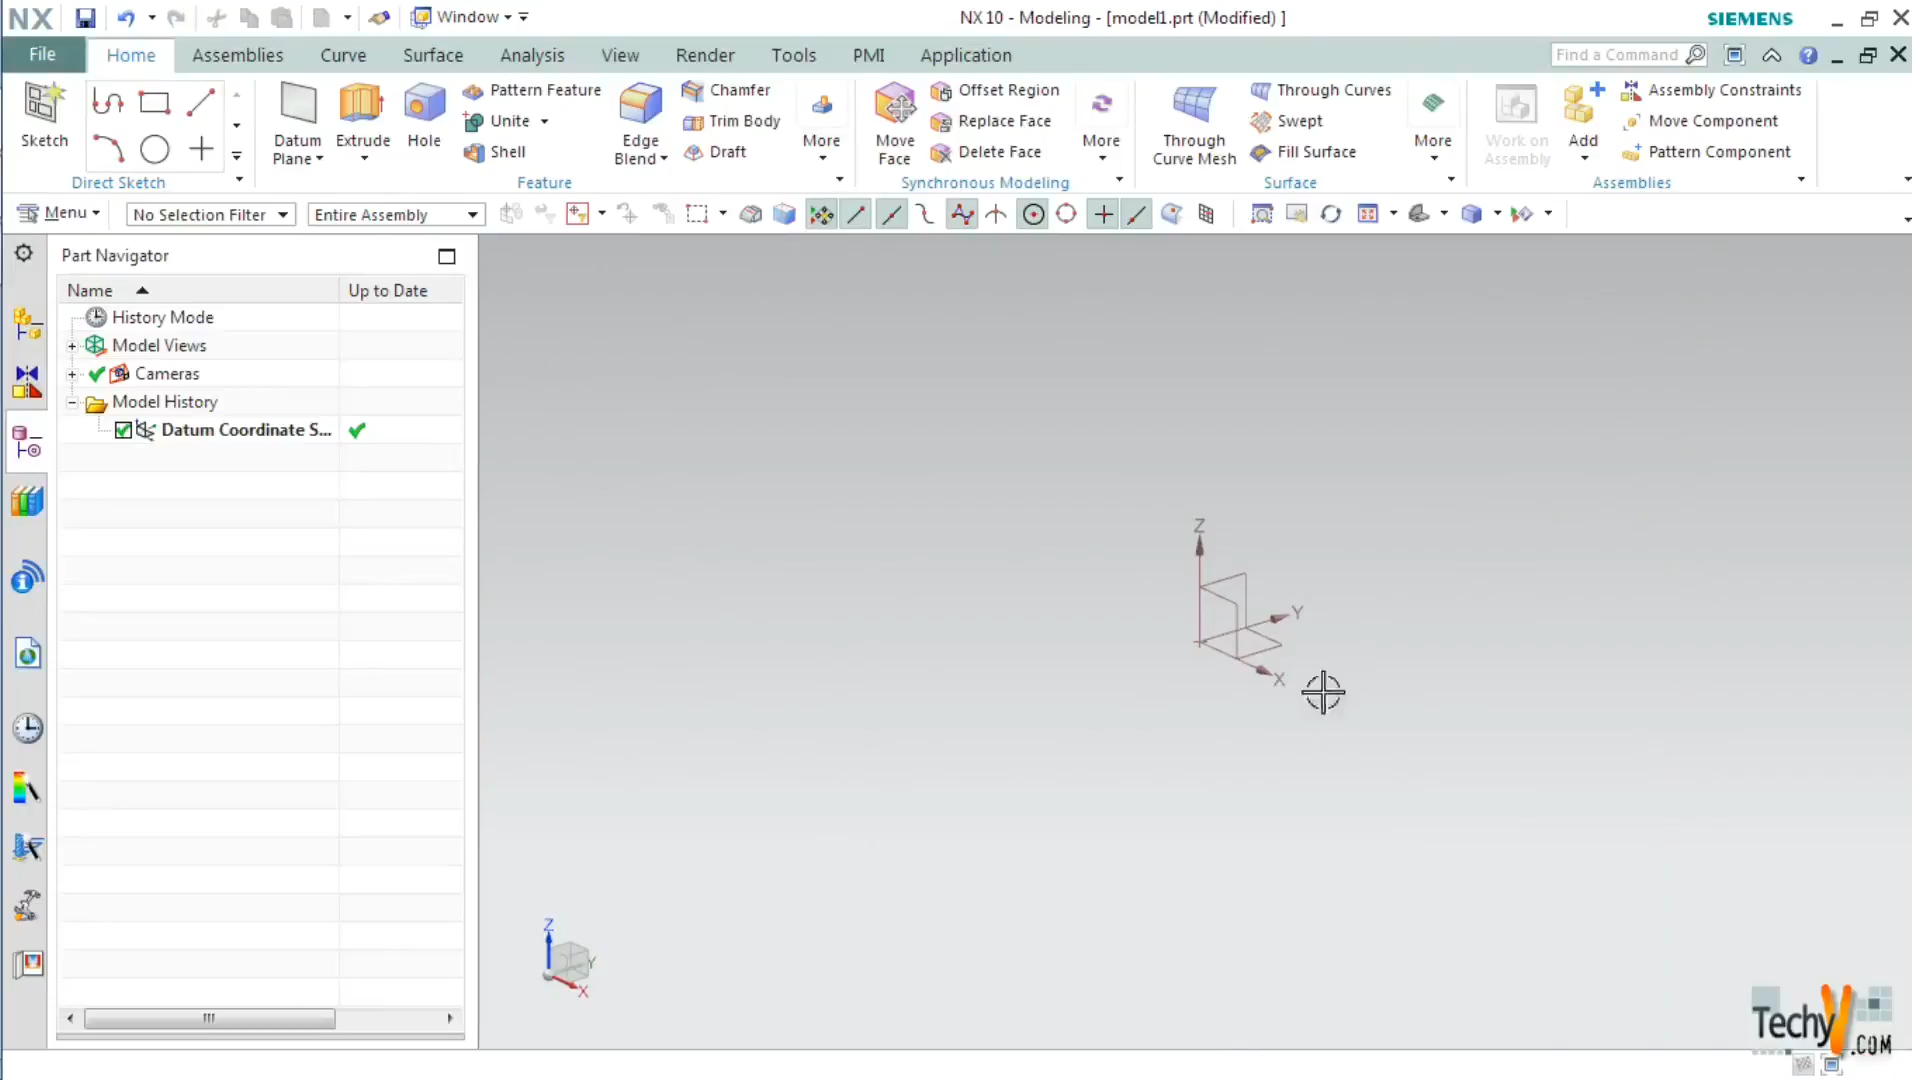 NX
Window
NX 10 - Modeling - [model1.prt (Modified) ]
SIEMENS
File Home Assemblies Curve Surface Analysis View Render Tools PMI Application
Find a Command
Sketch
Direct Sketch
Datum Plane
Extrude
Hole
Pattern Feature
Unite
Shell
Edge Blend
Chamfer
Trim Body
Draft
More
Feature
Move Face
Offset Region
Replace Face
Delete Face
More
Synchronous Modeling
Through Curve Mesh
Through Curves
Swept
Fill Surface
More
Surface
Work on Assembly
Add
Assembly Constraints
Move Component
Pattern Component
Assemblies
Menu
No Selection Filter
Entire Assembly
Part Navigator
Name Up to Date
History Mode
Model Views
Cameras
Model History
Datum Coordinate S...
Z
Y
X
Z
Y
X
TechyV
.COM